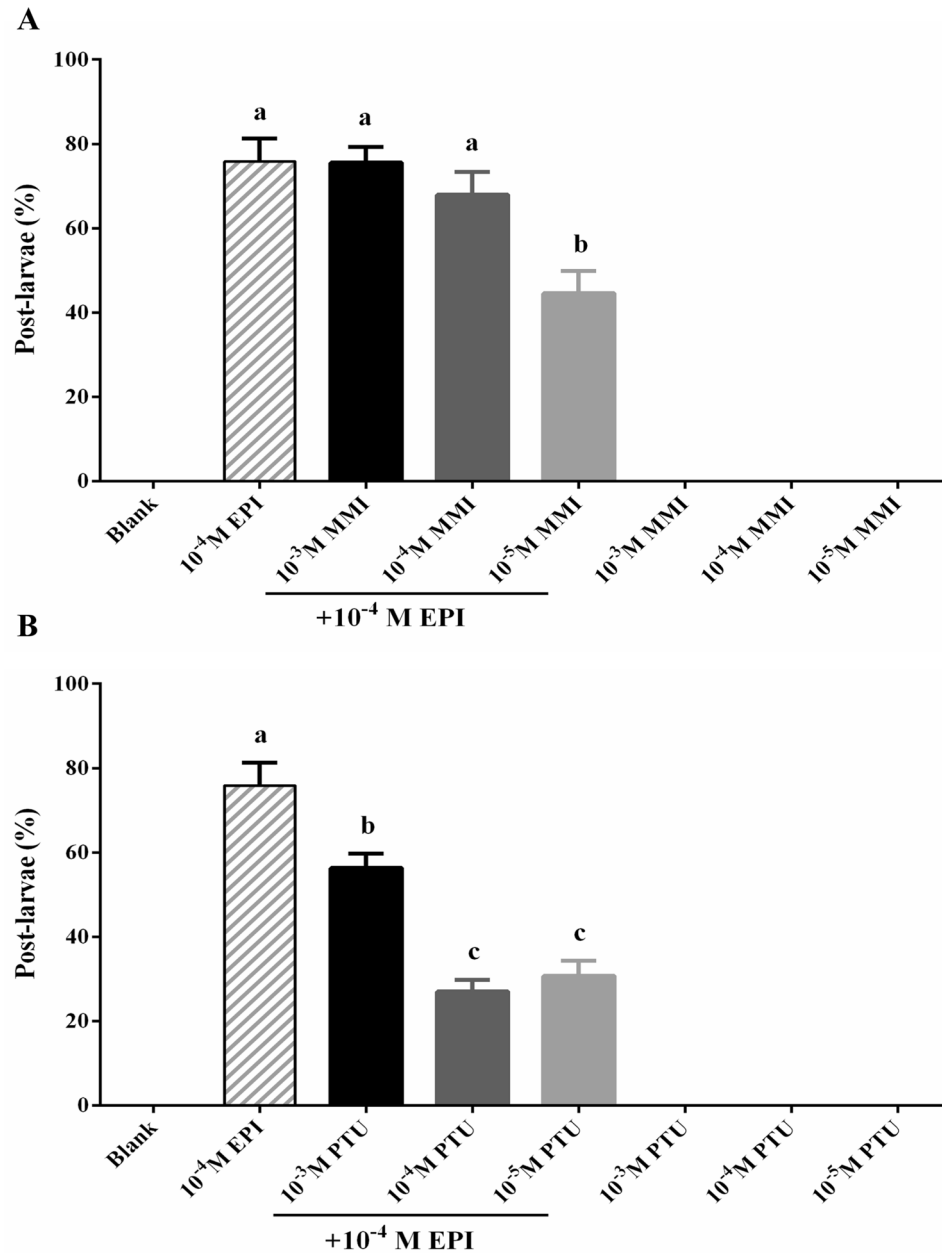 A
100
80
60
40
20
0
Post-larvae (%)
a
a
a
b
Blank
10⁻⁴M EPI
10⁻³M MMI
10⁻⁴M MMI
10⁻⁵M MMI
10⁻³M MMI
10⁻⁴M MMI
10⁻⁵M MMI
+10⁻⁴ M EPI
B
100
80
60
40
20
0
Post-larvae (%)
a
b
c
c
Blank
10⁻⁴M EPI
10⁻³M PTU
10⁻⁴M PTU
10⁻⁵M PTU
10⁻³M PTU
10⁻⁴M PTU
10⁻⁵M PTU
+10⁻⁴ M EPI